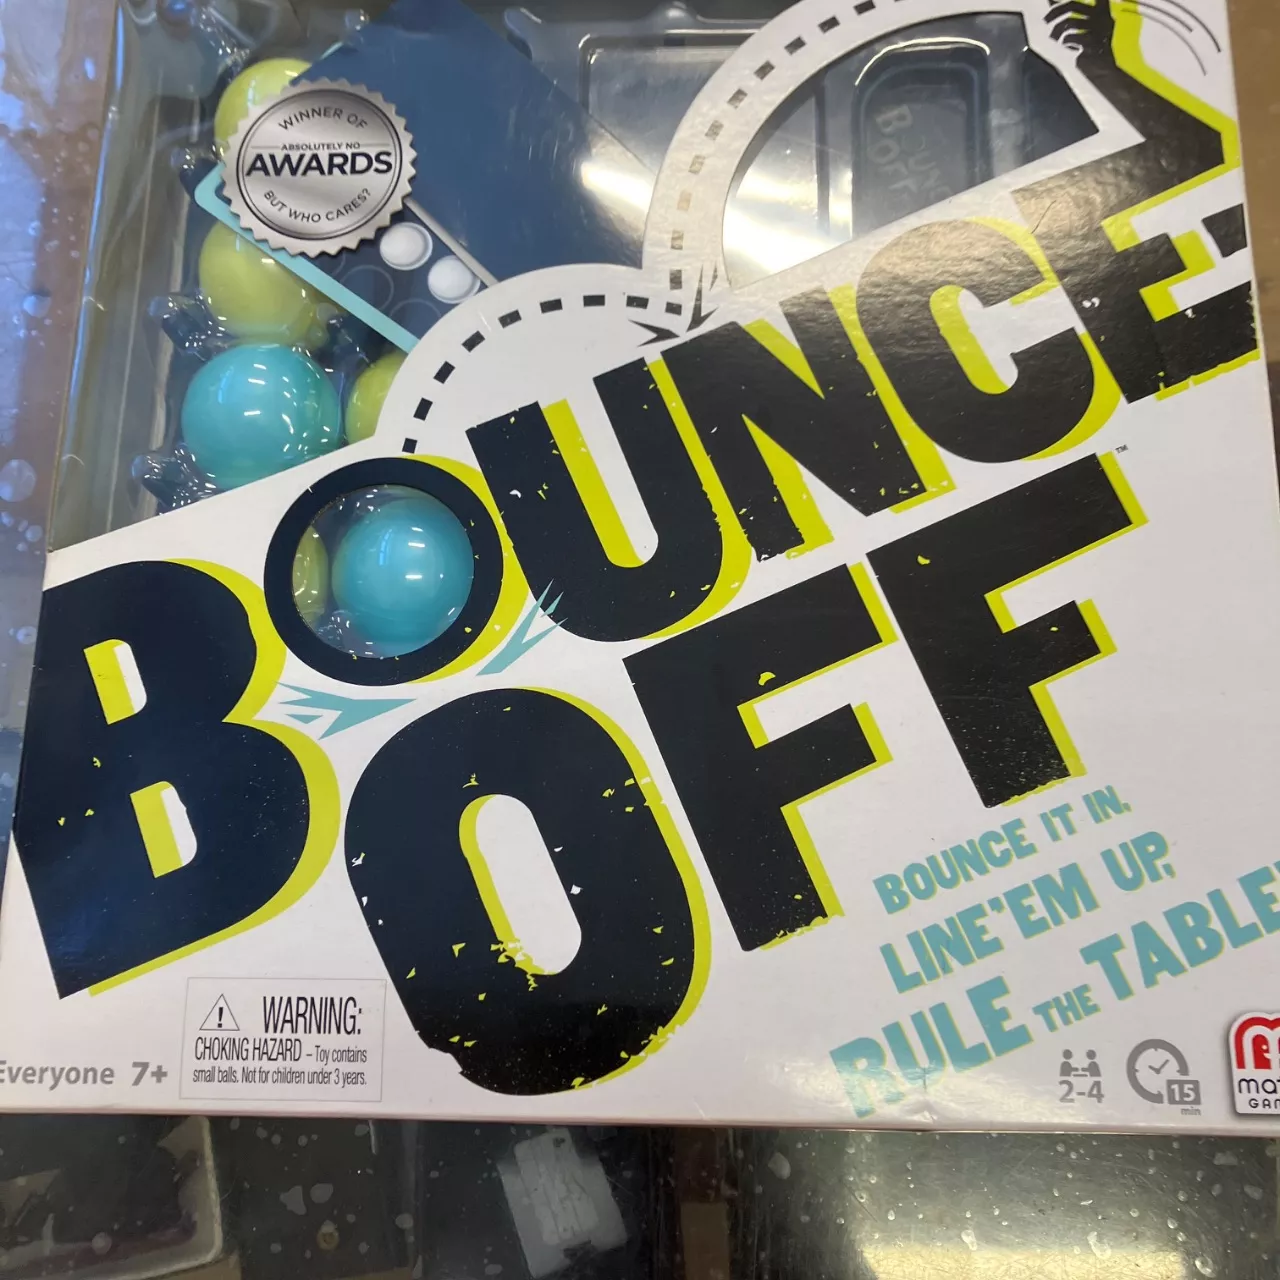 WINNER OF
ABSOLUTELY NO
AWARDS
BUT WHO CARES?
BOUNCE
OFF
BOUNCE
OFF™
BOUNCE IT IN,
LINE'EM UP,
RULE THE TABLE
WARNING:
CHOKING HAZARD – Toy contains
small balls. Not for children under 3 years.
Everyone 7+
2-4
15
min